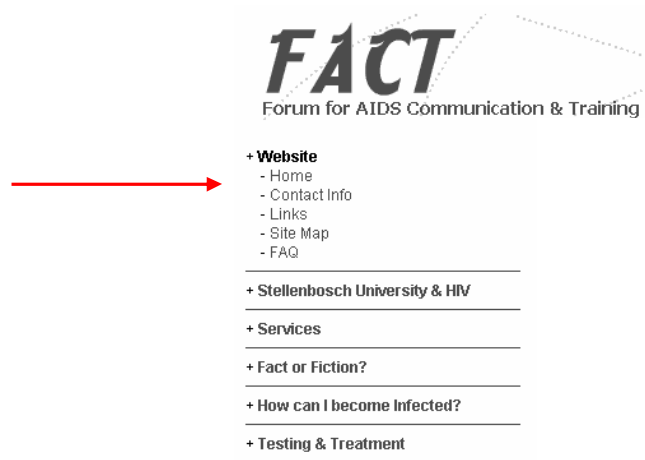 FACT
Forum for AIDS Communication & Training
+ Website
- Home
- Contact Info
- Links
- Site Map
- FAQ
+ Stellenbosch University & HIV
+ Services
+ Fact or Fiction?
+ How can I become Infected?
+ Testing & Treatment